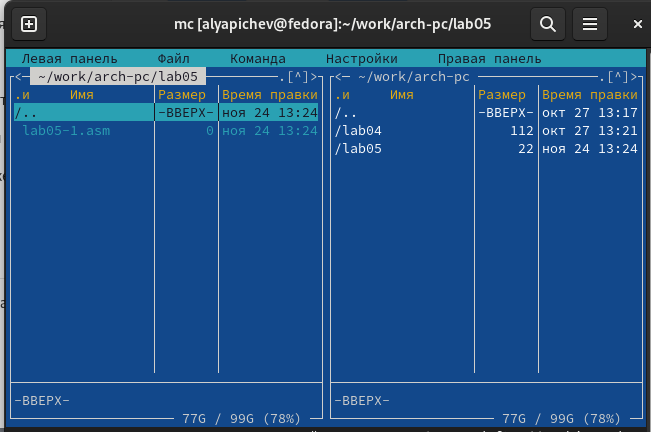 mc [alyapichev@fedora]:~/work/arch-pc/lab05
Левая панель Файл Команда Настройки Правая панель
<─ ~/work/arch-pc/lab05 ─.[^]>
.и Имя Размер Время правки
/.. -ВВЕРХ- ноя 24 13:24
lab05-1.asm 0 ноя 24 13:24
-ВВЕРХ-
77G / 99G (78%)
<─ ~/work/arch-pc ─.[^]>
.и Имя Размер Время правки
/.. -ВВЕРХ- окт 27 13:17
/lab04 112 окт 27 13:21
/lab05 22 ноя 24 13:24
-ВВЕРХ-
77G / 99G (78%)